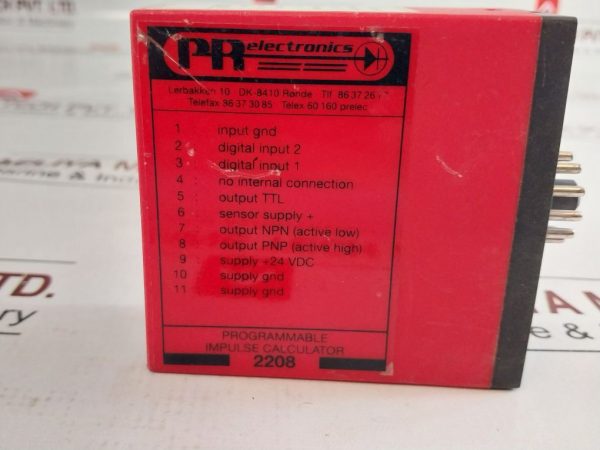 PR electronics
Lerbakken 10 DK-8410 Rønde Tlf 86 37 26
Telefax 86 37 30 85 Telex 60 160 prelec
1 : input gnd
2 : digital input 2
3 : digital input 1
4 : no internal connection
5 : output TTL
6 : sensor supply +
7 : output NPN (active low)
8 : output PNP (active high)
9 : supply +24 VDC
10 : supply gnd
11 : supply gnd
PROGRAMMABLE
IMPULSE CALCULATOR
2208
LTD.